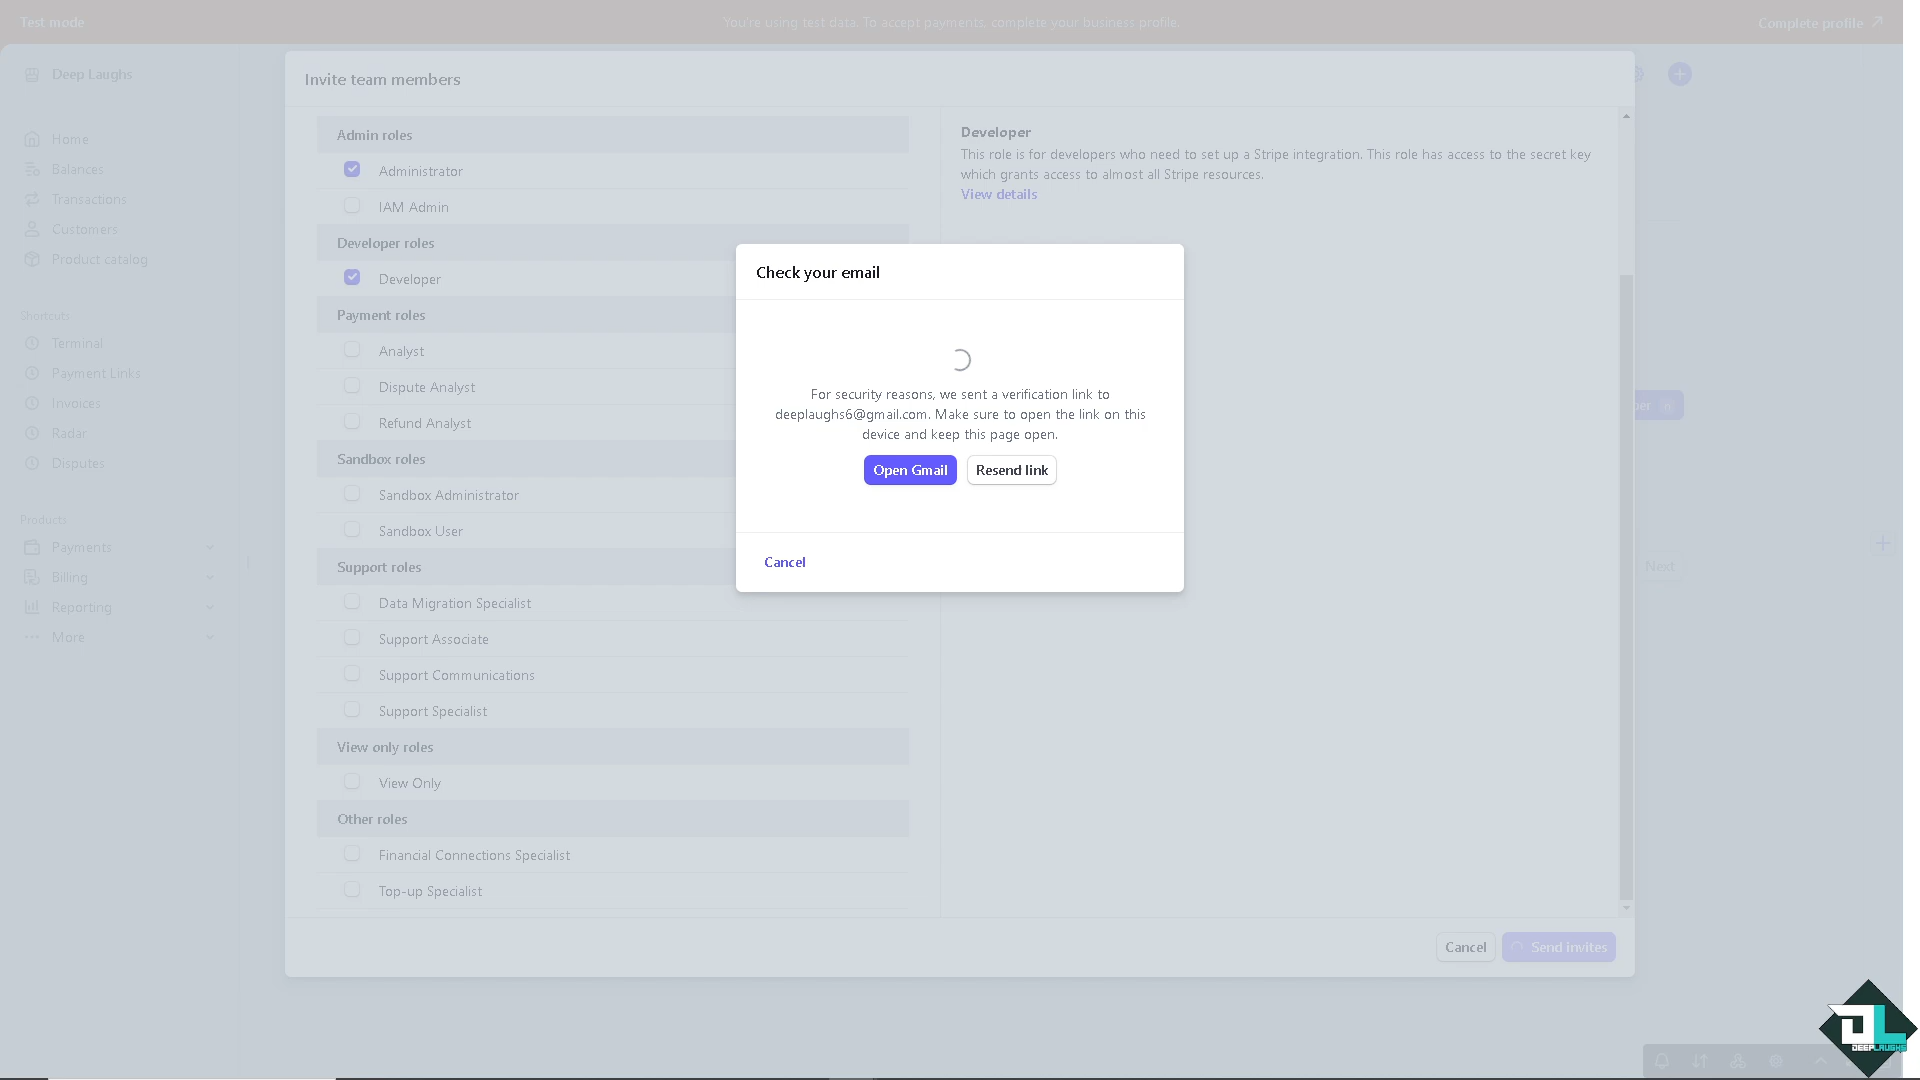 Test mode
You're using test data. To accept payments, complete your business profile.
Complete profile
Deep Laughs
Home
Balances
Transactions
Customers
Product catalog
Shortcuts
Terminal
Payment Links
Invoices
Radar
Disputes
Products
Payments
Billing
Reporting
More
Invite team members
Admin roles
Administrator
IAM Admin
Developer roles
Developer
Payment roles
Analyst
Dispute Analyst
Refund Analyst
Sandbox roles
Sandbox Administrator
Sandbox User
Support roles
Data Migration Specialist
Support Associate
Support Communications
Support Specialist
View only roles
View Only
Other roles
Financial Connections Specialist
Top-up Specialist
Developer
This role is for developers who need to set up a Stripe integration. This role has access to the secret key
which grants access to almost all Stripe resources.
View details
Check your email
For security reasons, we sent a verification link to
deeplaughs6@gmail.com. Make sure to open the link on this
device and keep this page open.
Open Gmail
Resend link
Cancel
Next
Cancel
Send invites
DL
DEEPLAUGHS